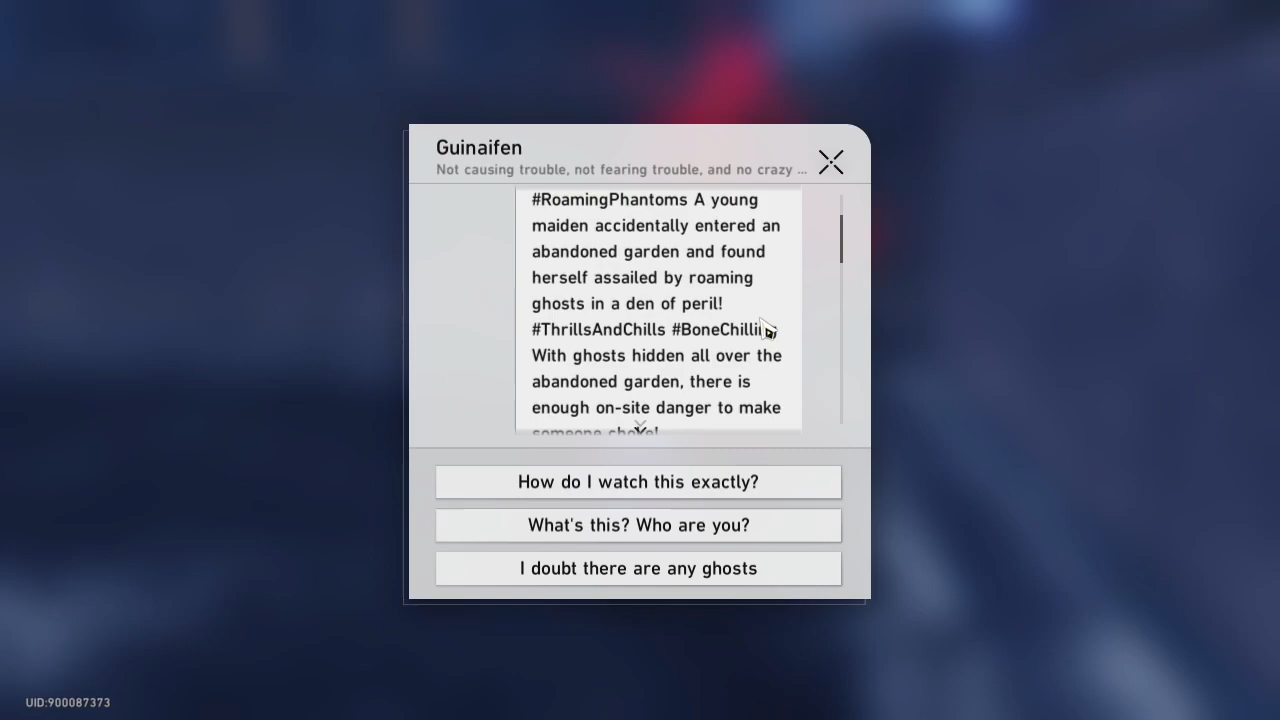 Guinaifen
Not causing trouble, not fearing trouble, and no crazy ...
#RoamingPhantoms A young
maiden accidentally entered an
abandoned garden and found
herself assailed by roaming
ghosts in a den of peril!
#ThrillsAndChills #BoneChilling
With ghosts hidden all over the
abandoned garden, there is
enough on-site danger to make
someone choke!
How do I watch this exactly?
What's this? Who are you?
I doubt there are any ghosts
UID:900087373